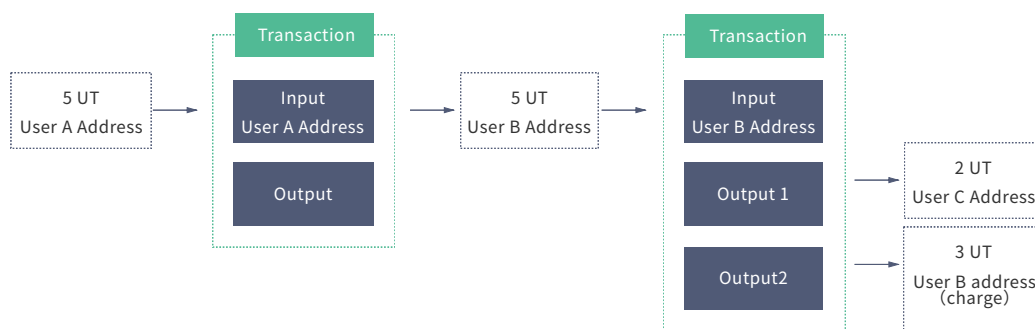 5 UT
User A Address
Transaction
Input
User A Address
Output
5 UT
User B Address
Transaction
Input
User B Address
Output 1
Output2
2 UT
User C Address
3 UT
User B address
(charge)